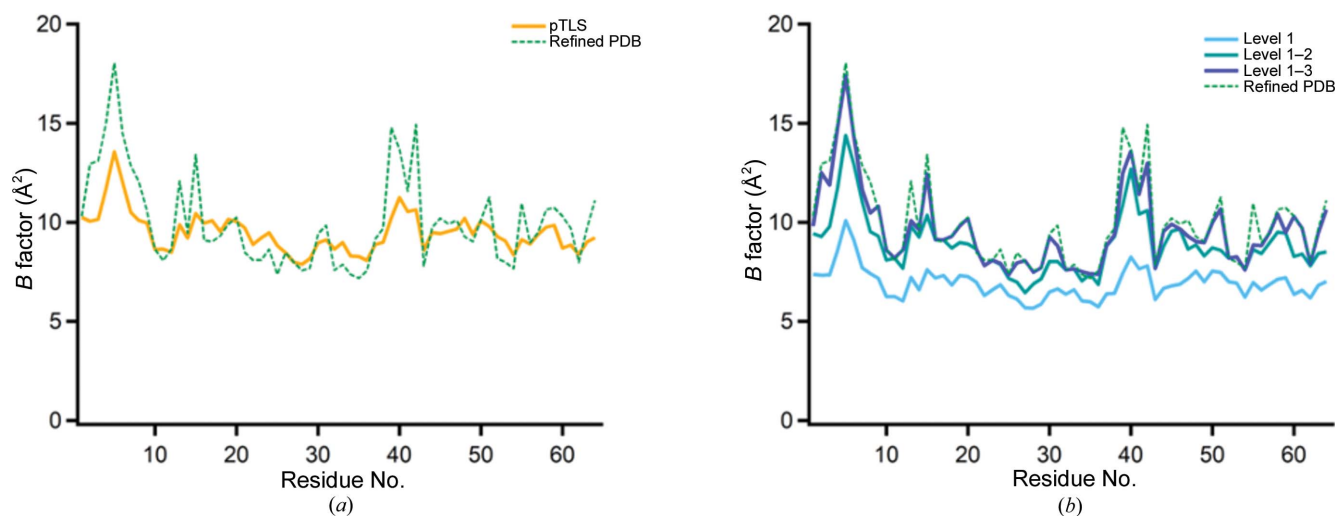 20
15
10
5
0
B factor (Å²)
pTLS
Refined PDB
10 20 30 40 50 60
Residue No.
(a)
20
15
10
5
0
B factor (Å²)
Level 1
Level 1–2
Level 1–3
Refined PDB
10 20 30 40 50 60
Residue No.
(b)